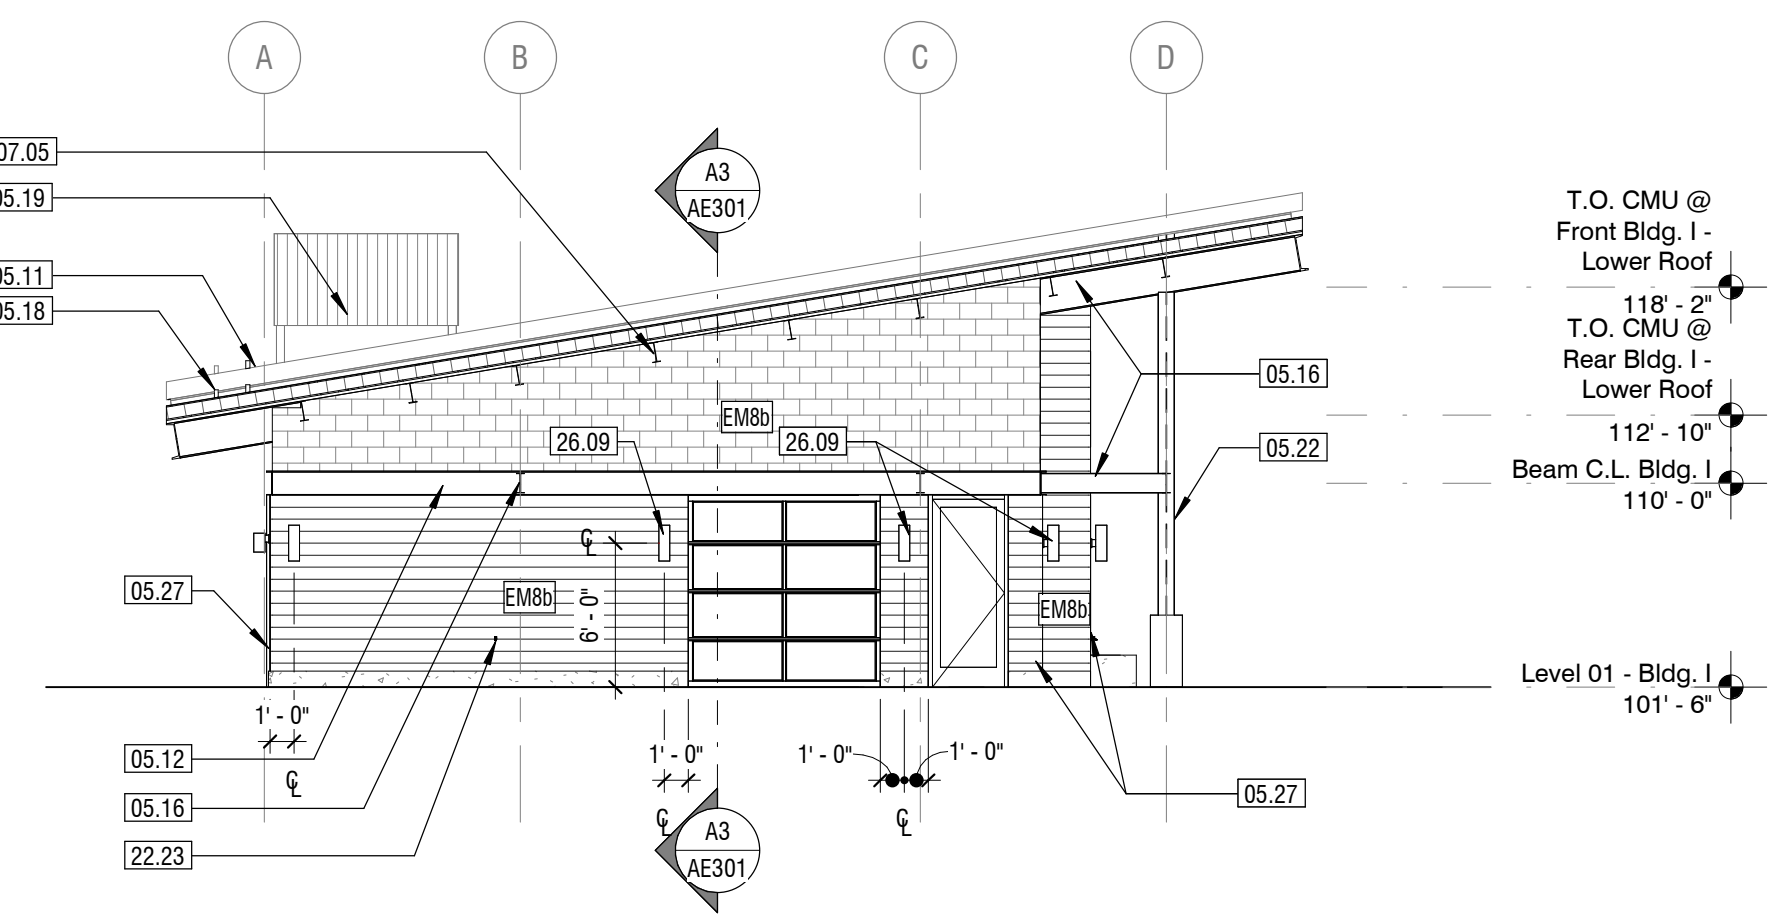 A
B
C
D
07.05
05.19
05.11
05.18
A3
AE301
T.O. CMU @
Front Bldg. I -
Lower Roof
118' - 2"
T.O. CMU @
Rear Bldg. I -
Lower Roof
112' - 10"
Beam C.L. Bldg. I
110' - 0"
Level 01 - Bldg. I
101' - 6"
05.16
05.22
EM8b
26.09
26.09
℄
6' - 0"
EM8b
EM8b
05.27
1' - 0"
℄
05.12
05.16
22.23
1' - 0"
℄
1' - 0"
1' - 0"
℄
05.27
A3
AE301